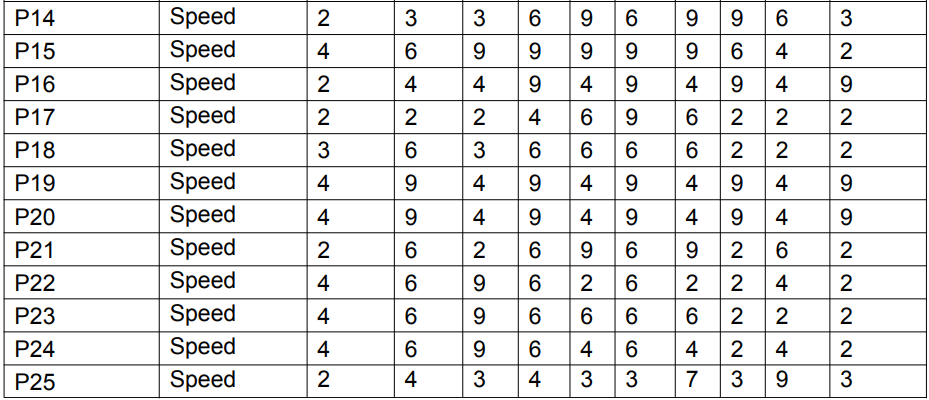 P14 Speed 2 3 3 6 9 6 9 9 6 3
P15 Speed 4 6 9 9 9 9 9 6 4 2
P16 Speed 2 4 4 9 4 9 4 9 4 9
P17 Speed 2 2 2 4 6 9 6 2 2 2
P18 Speed 3 6 3 6 6 6 6 2 2 2
P19 Speed 4 9 4 9 4 9 4 9 4 9
P20 Speed 4 9 4 9 4 9 4 9 4 9
P21 Speed 2 6 2 6 9 6 9 2 6 2
P22 Speed 4 6 9 6 2 6 2 2 4 2
P23 Speed 4 6 9 6 6 6 6 2 2 2
P24 Speed 4 6 9 6 4 6 4 2 4 2
P25 Speed 2 4 3 4 3 3 7 3 9 3